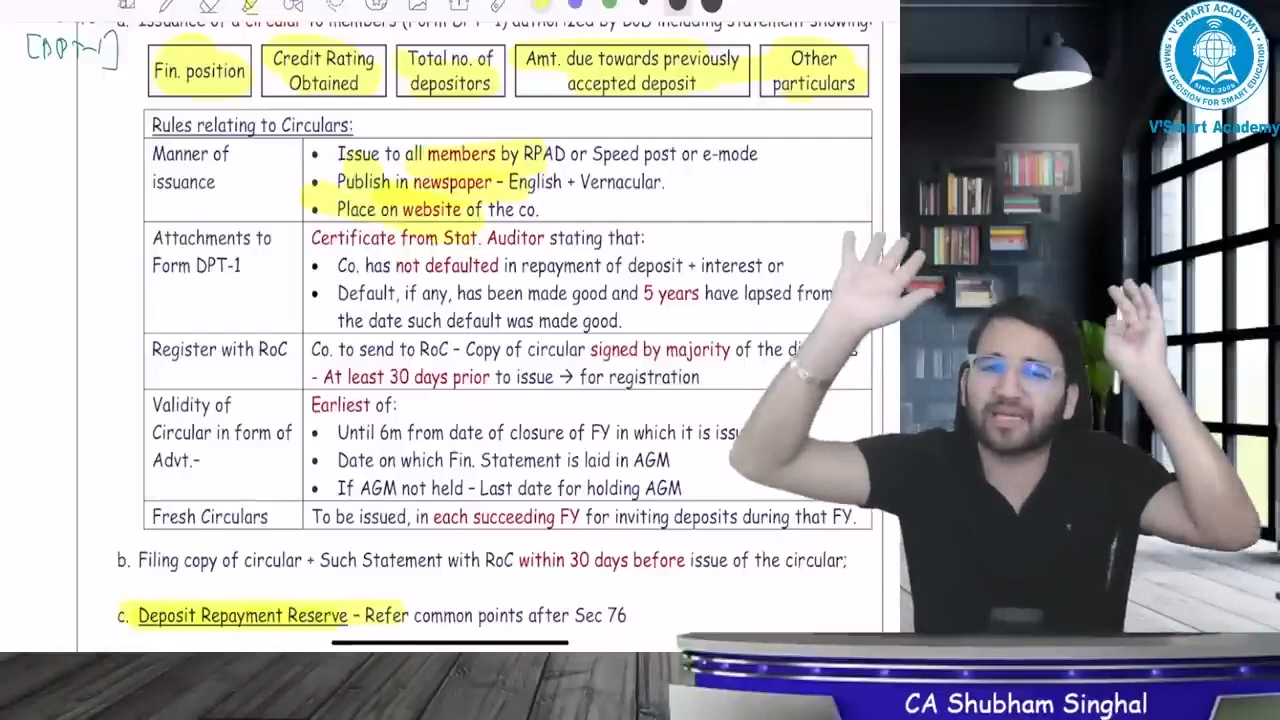 a. Issuance of a circular to members (Form DPT-1) authorized by BoD including statement showing:
[DPT-1]
Fin. position
Credit Rating Obtained
Total no. of depositors
Amt. due towards previously accepted deposit
Other particulars
Rules relating to Circulars:
Manner of issuance
• Issue to all members by RPAD or Speed post or e-mode
• Publish in newspaper – English + Vernacular.
• Place on website of the co.
Attachments to Form DPT-1
Certificate from Stat. Auditor stating that:
• Co. has not defaulted in repayment of deposit + interest or
• Default, if any, has been made good and 5 years have lapsed from
the date such default was made good.
Register with RoC
Co. to send to RoC – Copy of circular signed by majority of the
- At least 30 days prior to issue → for registration
Validity of Circular in form of Advt.-
Earliest of:
• Until 6m from date of closure of FY in which it is
• Date on which Fin. Statement is laid in AGM
• If AGM not held – Last date for holding AGM
Fresh Circulars
To be issued, in each succeeding FY for inviting deposits during that FY.
b. Filing copy of circular + Such Statement with RoC within 30 days before issue of the circular;
c. Deposit Repayment Reserve – Refer common points after Sec 76
V'SMART ACADEMY
SINCE-2005
SMART DECISION FOR SMART EDUCATION
V'Smart Academy
CA Shubham Singhal